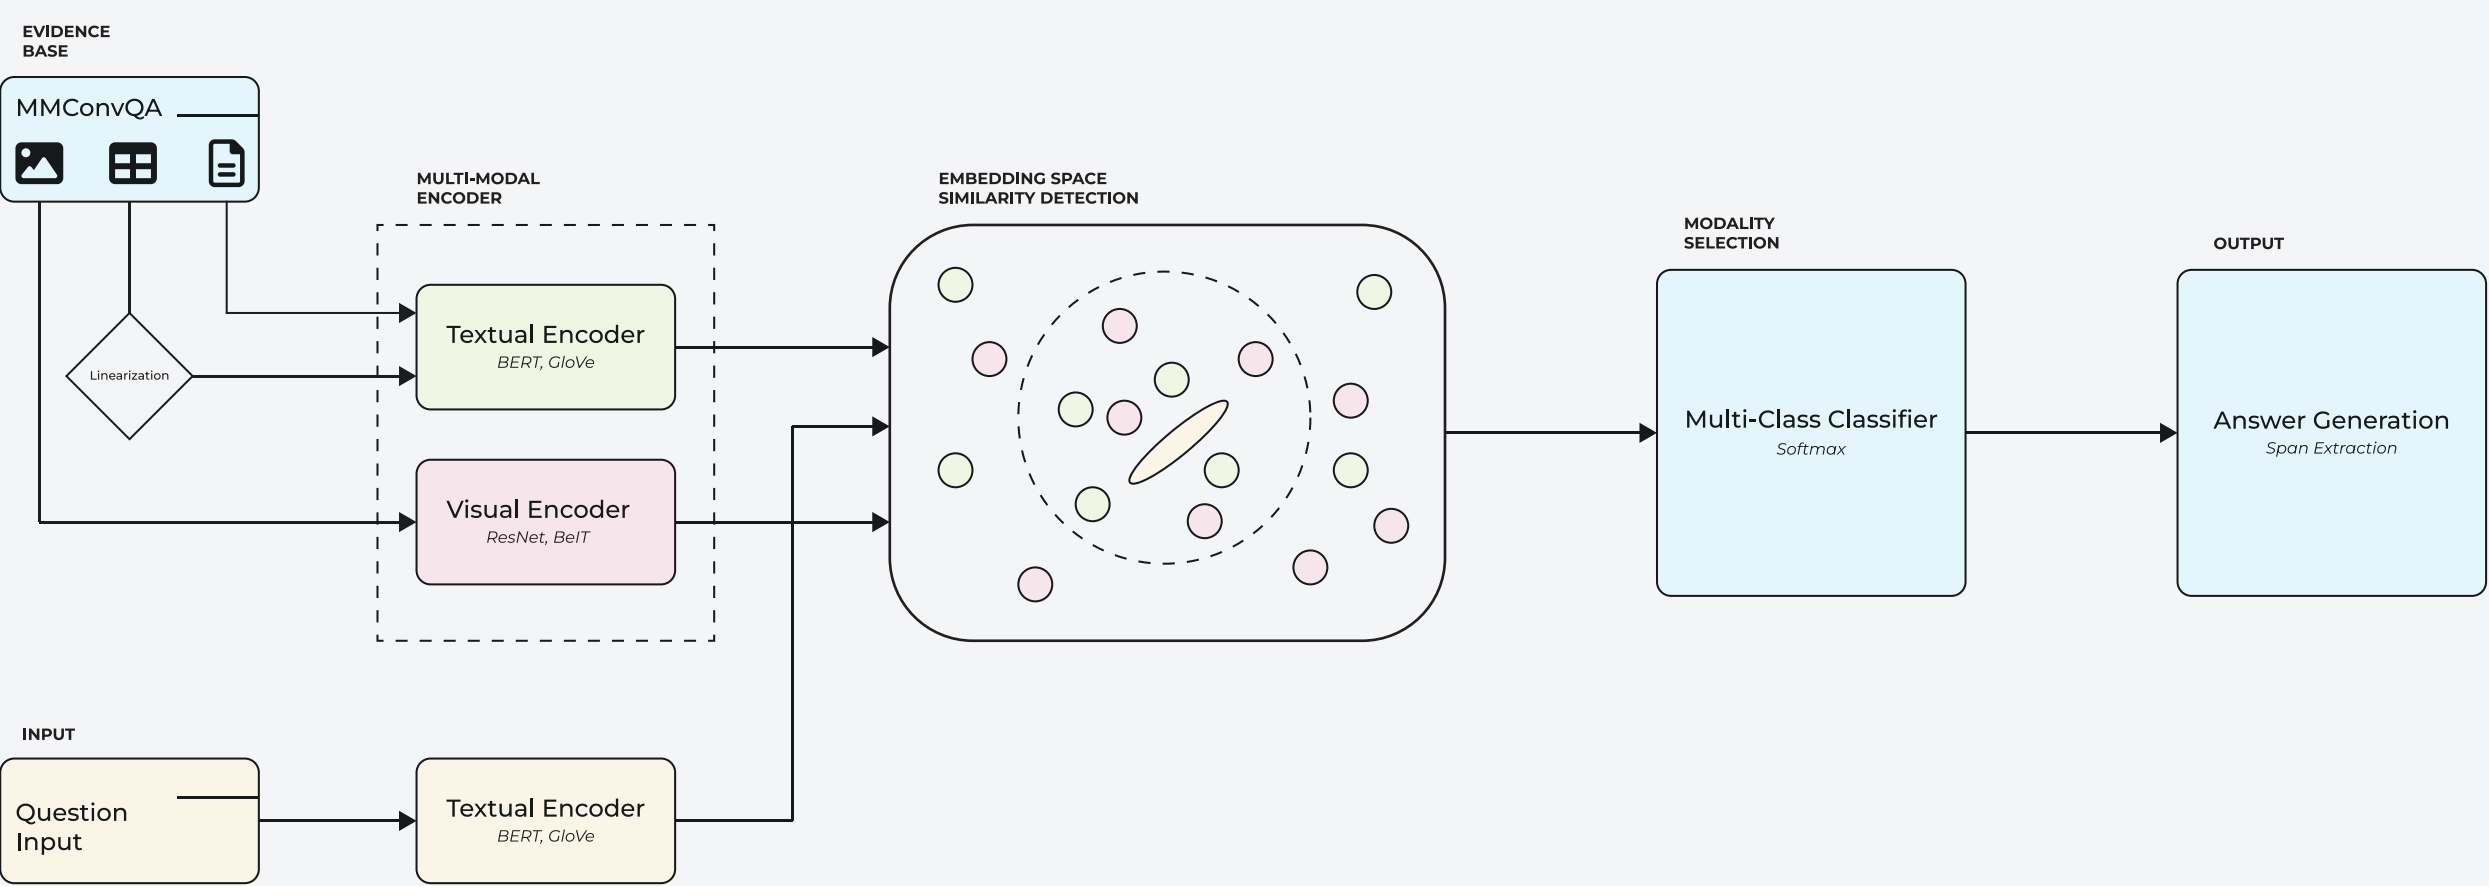 EVIDENCE
BASE
MMConvQA
Linearization
MULTI-MODAL
ENCODER
Textual Encoder
BERT, GloVe
Visual Encoder
ResNet, BeIT
EMBEDDING SPACE
SIMILARITY DETECTION
MODALITY
SELECTION
Multi-Class Classifier
Softmax
OUTPUT
Answer Generation
Span Extraction
INPUT
Question
Input
Textual Encoder
BERT, GloVe